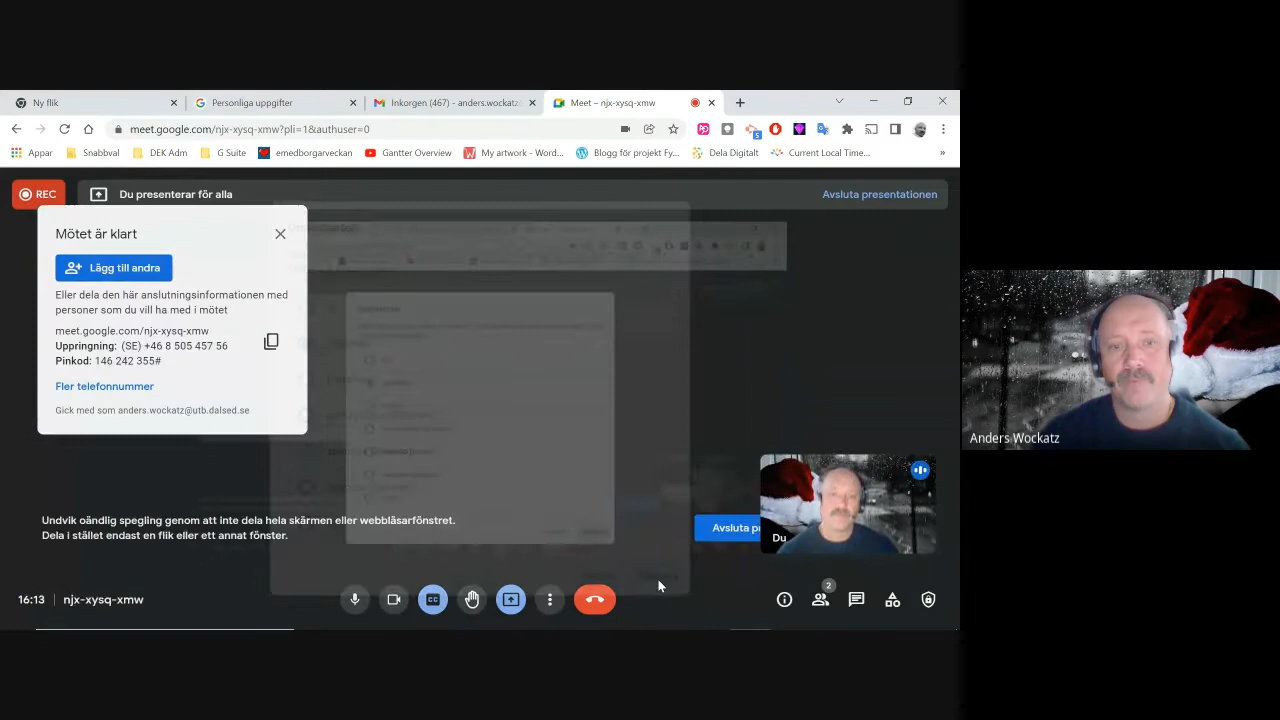 Ny flik
Personliga uppgifter
Inkorgen (467) - anders.wockatz
Meet – njx-xysq-xmw
meet.google.com/njx-xysq-xmw?pli=1&authuser=0
5
Appar
Snabbval
DEK Adm
G Suite
emedborgarveckan
Gantter Overview
My artwork - Word...
Blogg för projekt Fy...
Dela Digitalt
Current Local Time...
»
REC
Du presenterar för alla
Avsluta presentationen
Mötet är klart
Lägg till andra
Eller dela den här anslutningsinformationen med
personer som du vill ha med i mötet
meet.google.com/njx-xysq-xmw
Uppringning: (SE) +46 8 505 457 56
Pinkod: 146 242 355#
Fler telefonnummer
Gick med som anders.wockatz@utb.dalsed.se
Undvik oändlig spegling genom att inte dela hela skärmen eller webbläsarfönstret.
Dela i stället endast en flik eller ett annat fönster.
Avsluta p
Du
Anders Wockatz
16:13
njx-xysq-xmw
CC
2